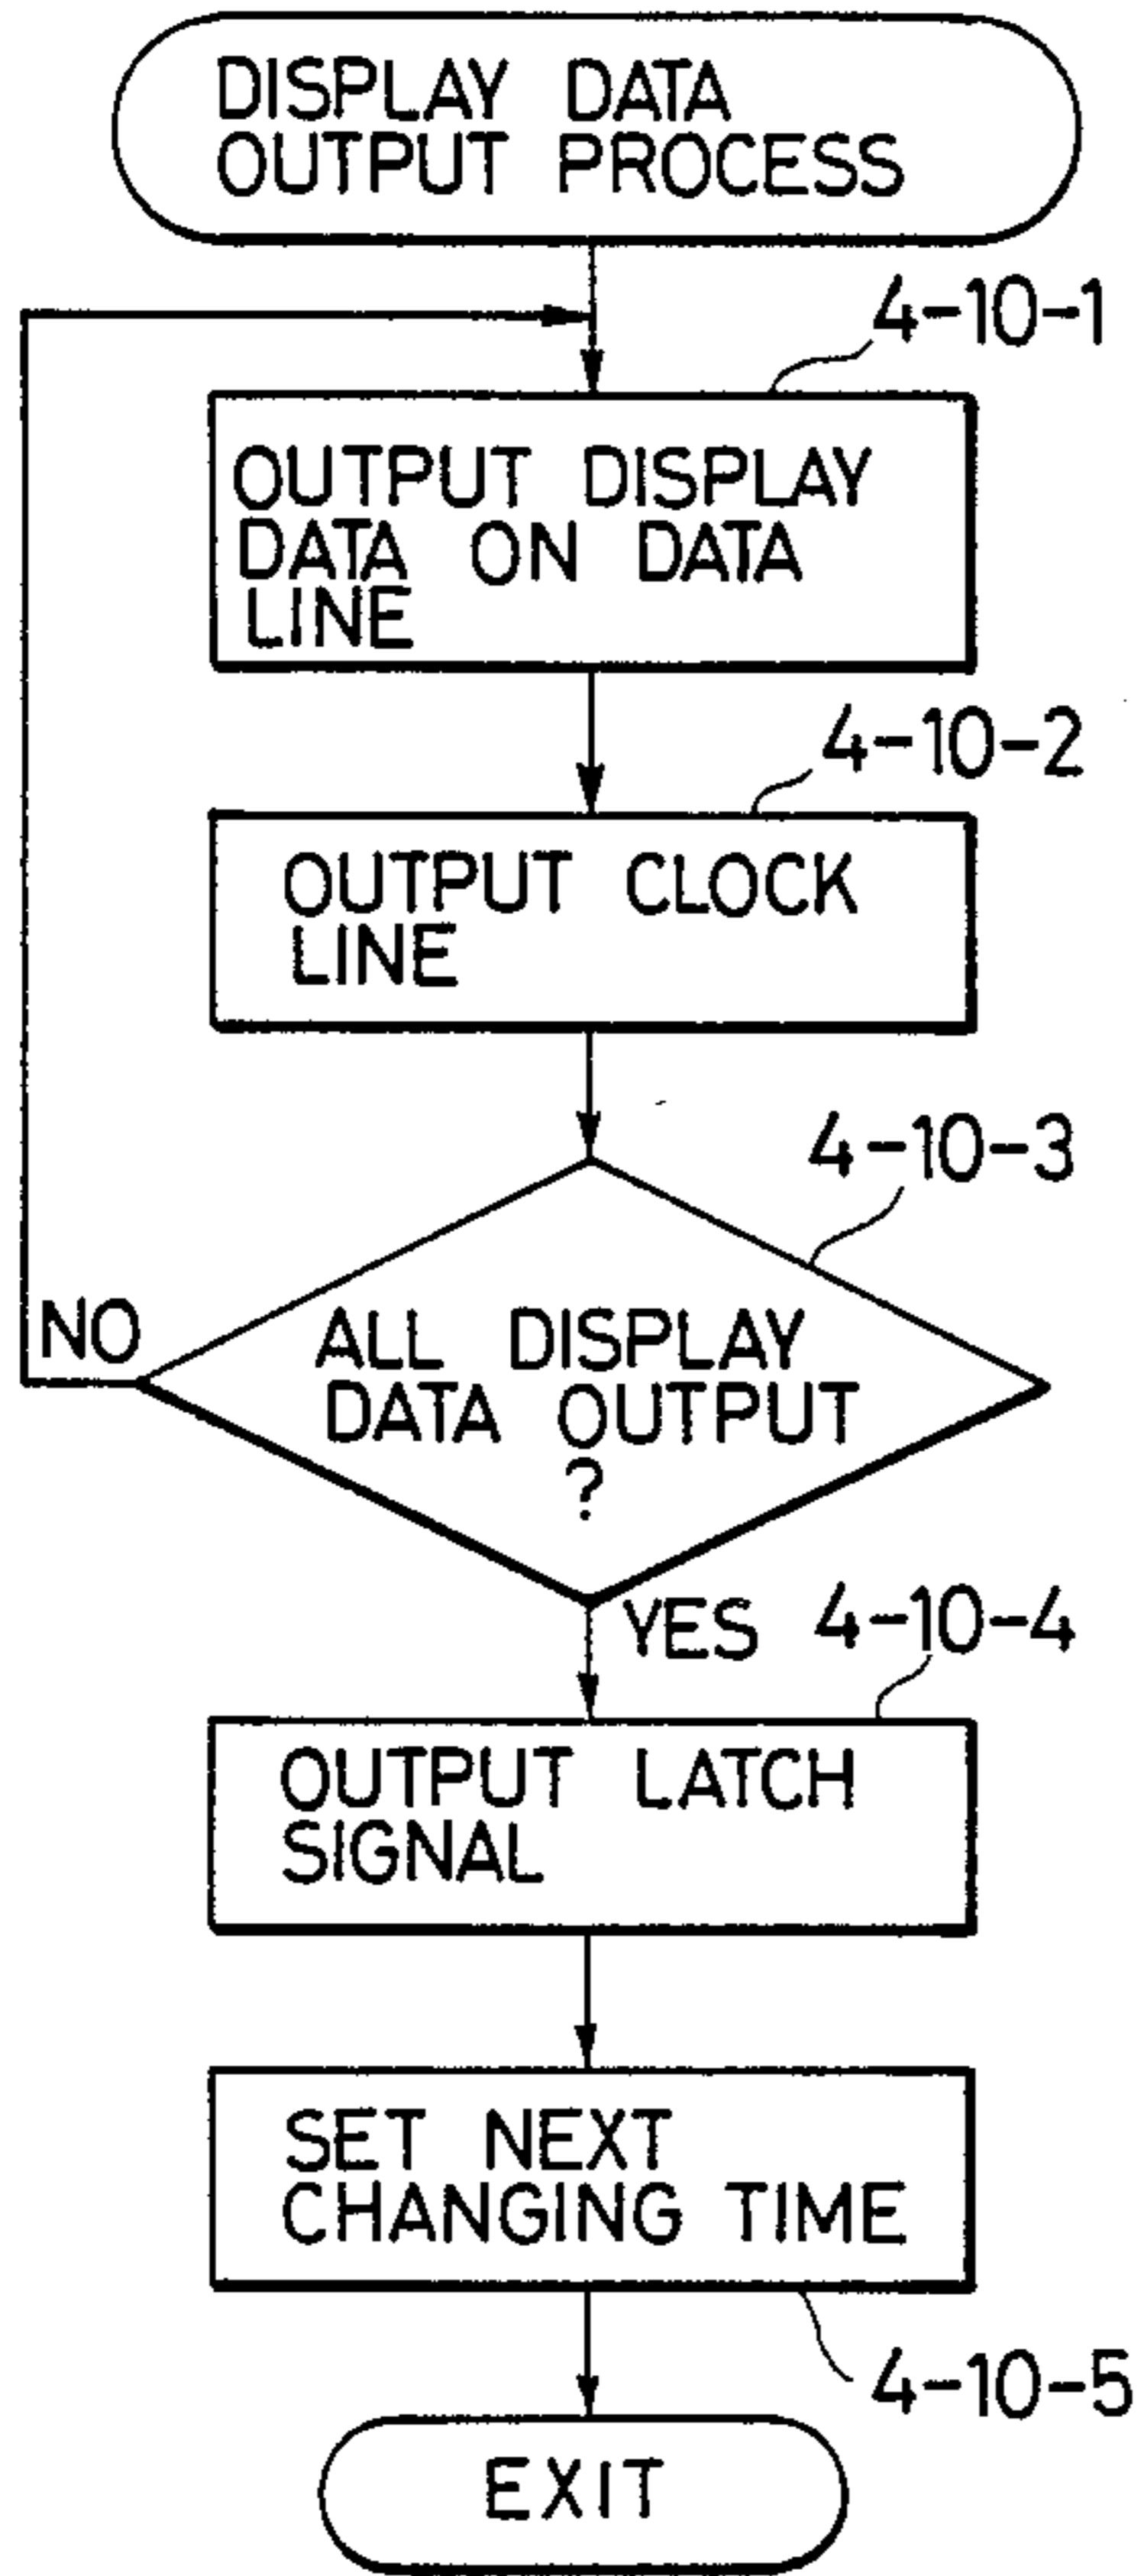 DISPLAY DATA
OUTPUT PROCESS
4-10-1
OUTPUT DISPLAY
DATA ON DATA
LINE
4-10-2
OUTPUT CLOCK
LINE
4-10-3
NO
ALL DISPLAY
DATA OUTPUT
?
YES
4-10-4
OUTPUT LATCH
SIGNAL
SET NEXT
CHANGING TIME
4-10-5
EXIT